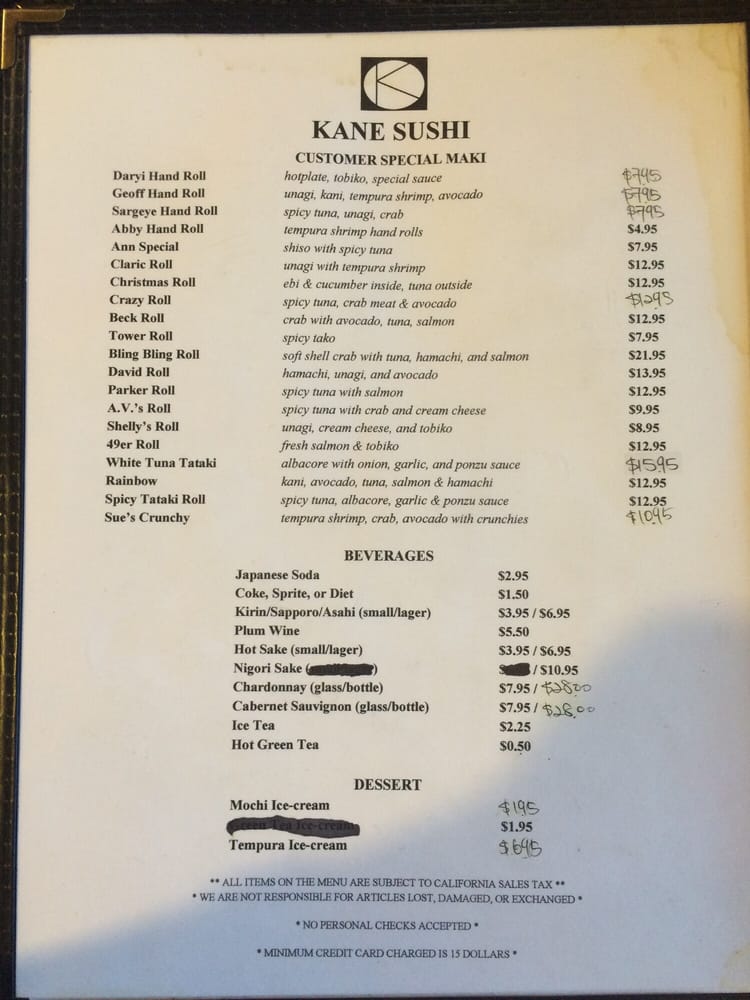 KANE SUSHI
CUSTOMER SPECIAL MAKI
Daryi Hand Roll hotplate, tobiko, special sauce $7.95
Geoff Hand Roll unagi, kani, tempura shrimp, avocado $7.95
Sargeye Hand Roll spicy tuna, unagi, crab $7.95
Abby Hand Roll tempura shrimp hand rolls $4.95
Ann Special shiso with spicy tuna $7.95
Claric Roll unagi with tempura shrimp $12.95
Christmas Roll ebi & cucumber inside, tuna outside $12.95
Crazy Roll spicy tuna, crab meat & avocado $12.95
Beck Roll crab with avocado, tuna, salmon $12.95
Tower Roll spicy tako $7.95
Bling Bling Roll soft shell crab with tuna, hamachi, and salmon $21.95
David Roll hamachi, unagi, and avocado $13.95
Parker Roll spicy tuna with salmon $12.95
A.V.'s Roll spicy tuna with crab and cream cheese $9.95
Shelly's Roll unagi, cream cheese, and tobiko $8.95
49er Roll fresh salmon & tobiko $12.95
White Tuna Tataki albacore with onion, garlic, and ponzu sauce $15.95
Rainbow kani, avocado, tuna, salmon & hamachi $12.95
Spicy Tataki Roll spicy tuna, albacore, garlic & ponzu sauce $12.95
Sue's Crunchy tempura shrimp, crab, avocado with crunchies $10.95
BEVERAGES
Japanese Soda $2.95
Coke, Sprite, or Diet $1.50
Kirin/Sapporo/Asahi (small/lager) $3.95 / $6.95
Plum Wine $5.50
Hot Sake (small/lager) $3.95 / $6.95
Nigori Sake ( ) $ / $10.95
Chardonnay (glass/bottle) $7.95 / $28.00
Cabernet Sauvignon (glass/bottle) $7.95 / $28.00
Ice Tea $2.25
Hot Green Tea $0.50
DESSERT
Mochi Ice-cream $1.95
Green Tea Ice-cream $1.95
Tempura Ice-cream $6.95
** ALL ITEMS ON THE MENU ARE SUBJECT TO CALIFORNIA SALES TAX **
* WE ARE NOT RESPONSIBLE FOR ARTICLES LOST, DAMAGED, OR EXCHANGED *
* NO PERSONAL CHECKS ACCEPTED *
* MINIMUM CREDIT CARD CHARGED IS 15 DOLLARS *